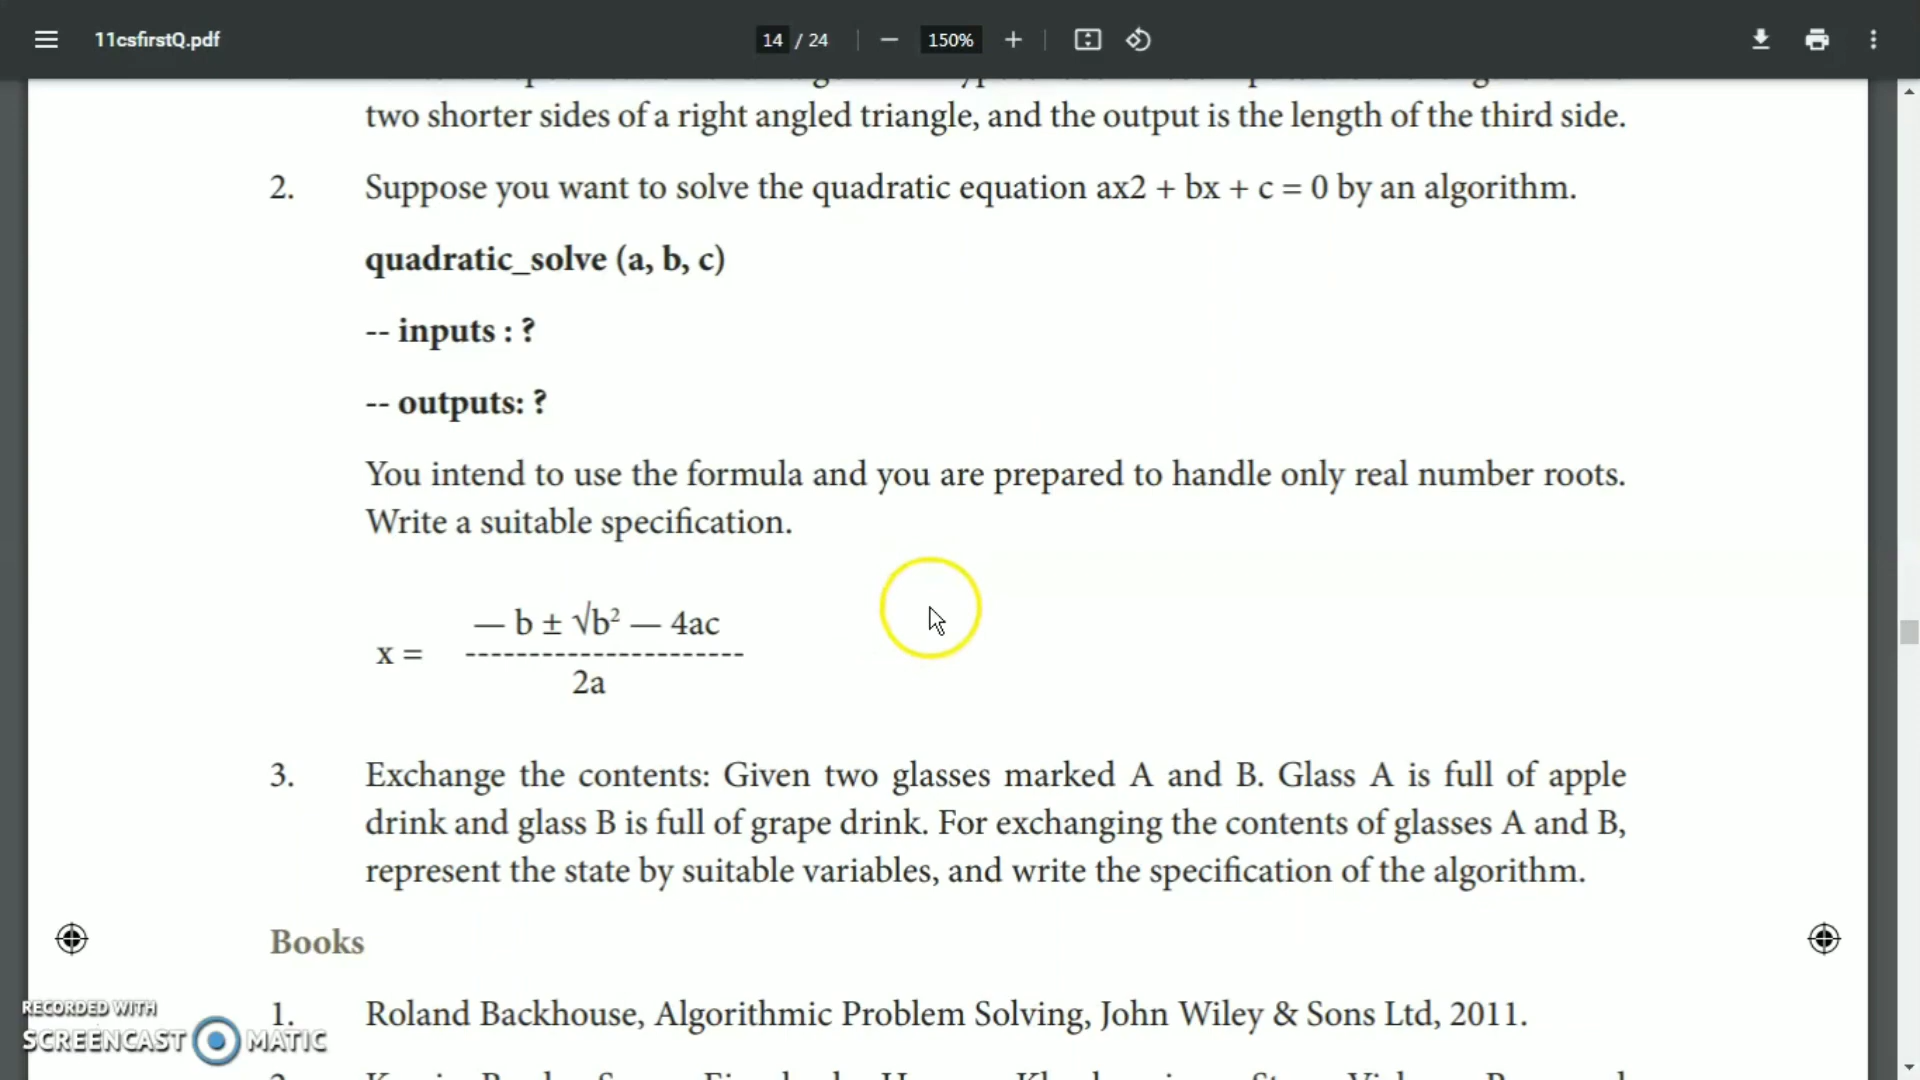 11csfirstQ.pdf
14 / 24
150%
two shorter sides of a right angled triangle, and the output is the length of the third side.
2. Suppose you want to solve the quadratic equation ax2 + bx + c = 0 by an algorithm.
quadratic_solve (a, b, c)
-- inputs : ?
-- outputs: ?
You intend to use the formula and you are prepared to handle only real number roots.
Write a suitable specification.
— b ± √b² — 4ac
x = ----------------------
2a
3. Exchange the contents: Given two glasses marked A and B. Glass A is full of apple
drink and glass B is full of grape drink. For exchanging the contents of glasses A and B,
represent the state by suitable variables, and write the specification of the algorithm.
Books
1. Roland Backhouse, Algorithmic Problem Solving, John Wiley & Sons Ltd, 2011.
RECORDED WITH
SCREENCAST MATIC